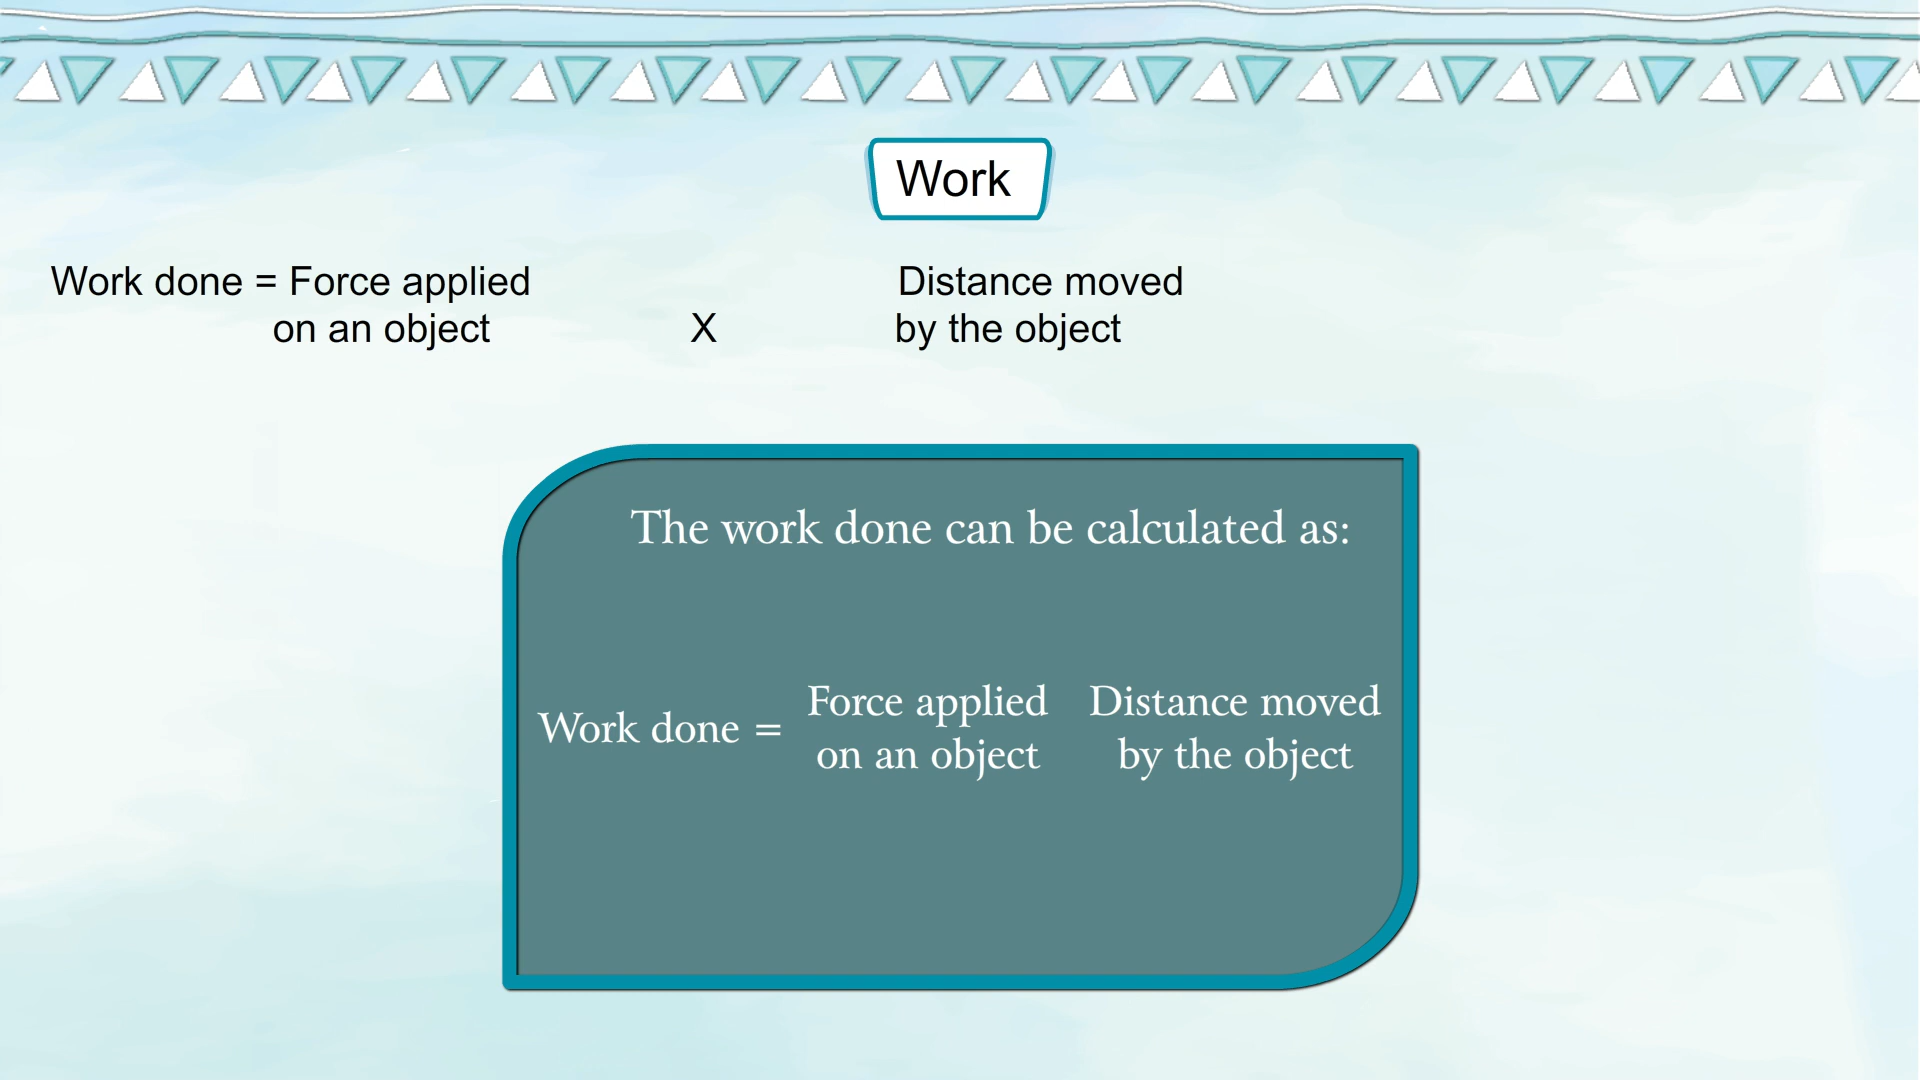 Work
Work done = Force applied Distance moved
on an object X by the object
The work done can be calculated as:
Work done =
Force applied
on an object
Distance moved
by the object